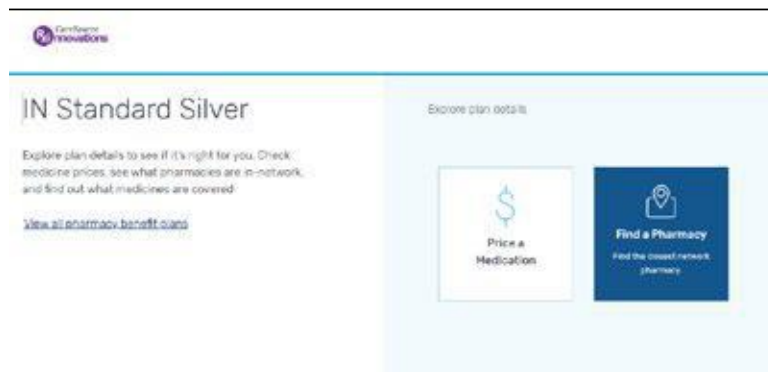 CareSource
Rx Innovations
IN Standard Silver
Explore plan details to see if it's right for you. Check
medicine prices, see what pharmacies are in-network,
and find out what medicines are covered
View all pharmacy benefit plans
Explore plan details
$
Price a
Medication
Find a Pharmacy
Find the closest network
pharmacy